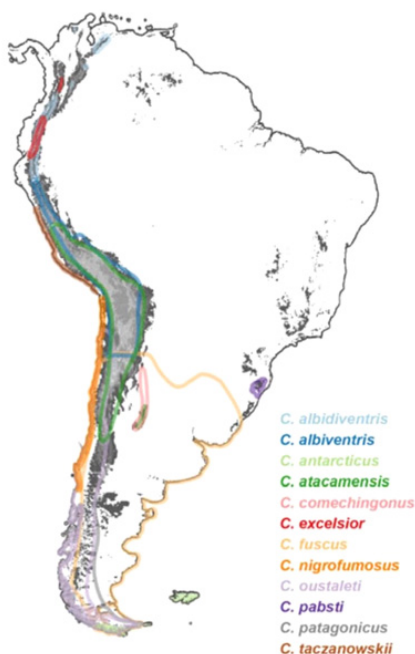 C. albidiventris
C. albiventris
C. antarcticus
C. atacamensis
C. comechingonus
C. excelsior
C. fuscus
C. nigrofumosus
C. oustaleti
C. pabsti
C. patagonicus
C. taczanowskii